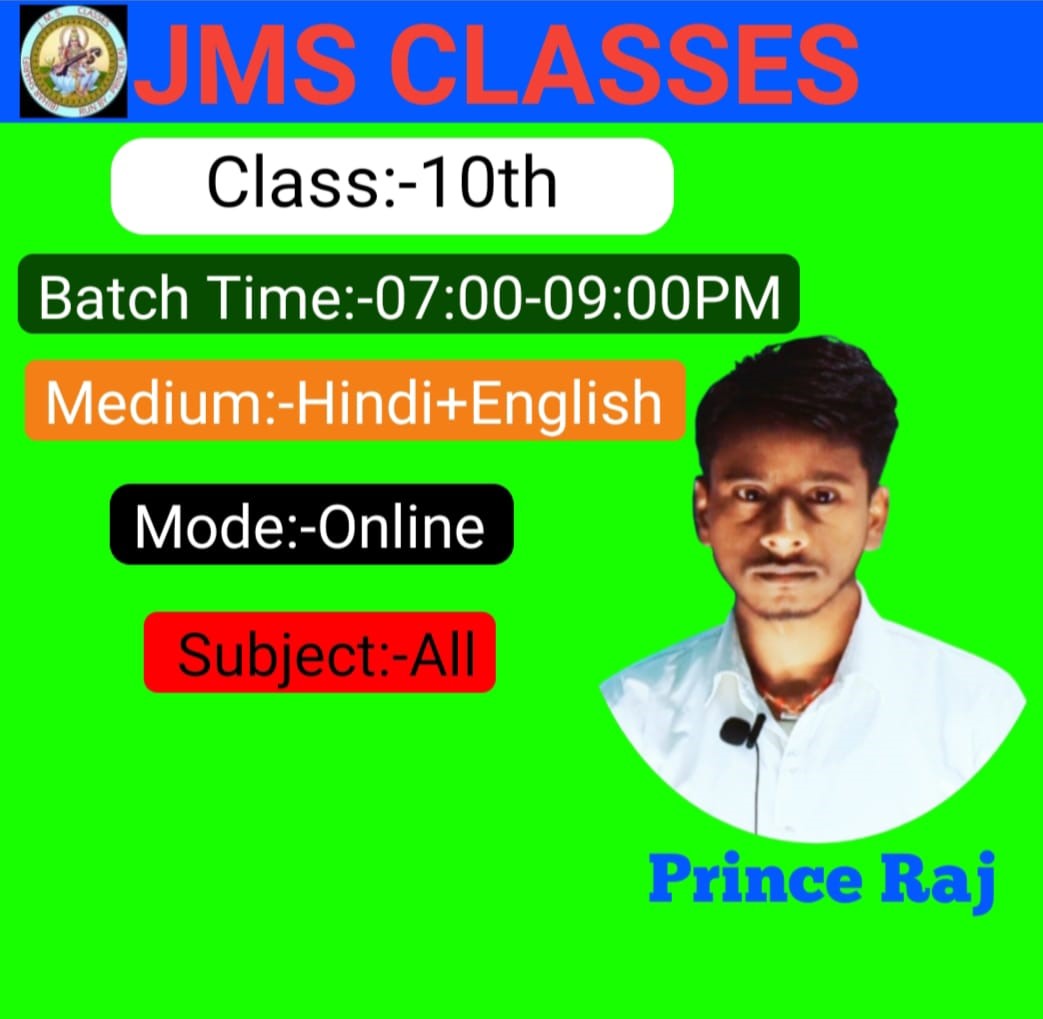 J.M.S. CLASSES
JMS CLASSES
Class:-10th
Batch Time:-07:00-09:00PM
Medium:-Hindi+English
Mode:-Online
Subject:-All
Prince Raj